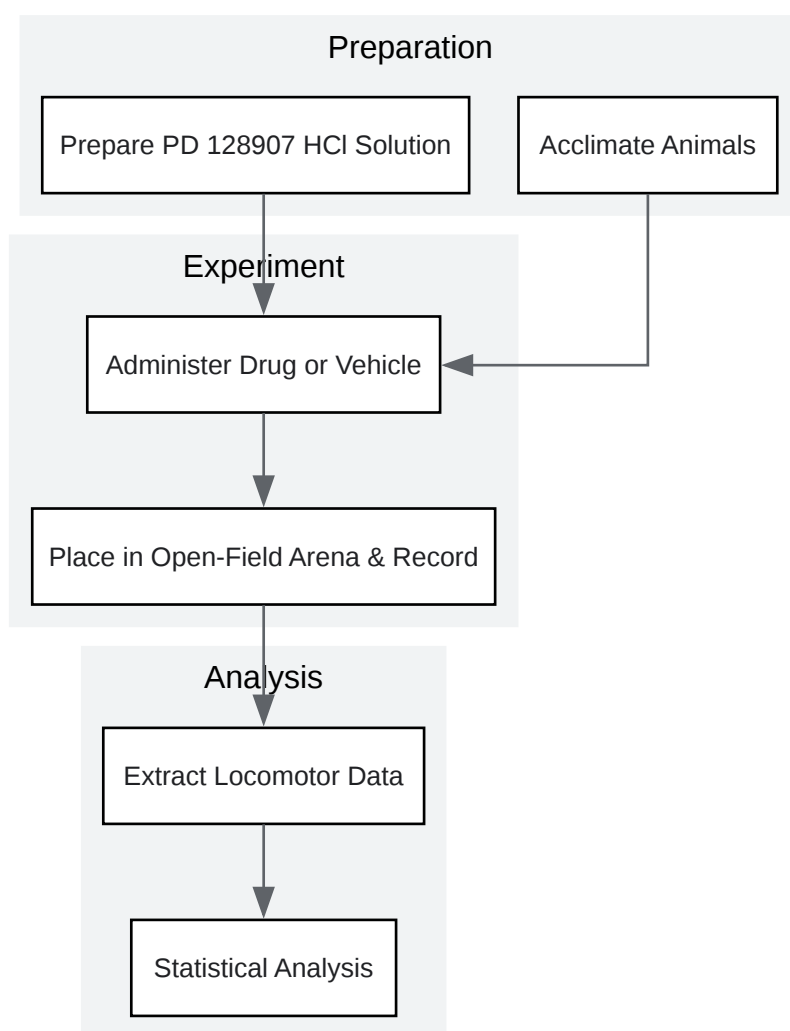 Preparation
Prepare PD 128907 HCl Solution
Acclimate Animals
Experiment
Administer Drug or Vehicle
Place in Open-Field Arena & Record
Analysis
Extract Locomotor Data
Statistical Analysis